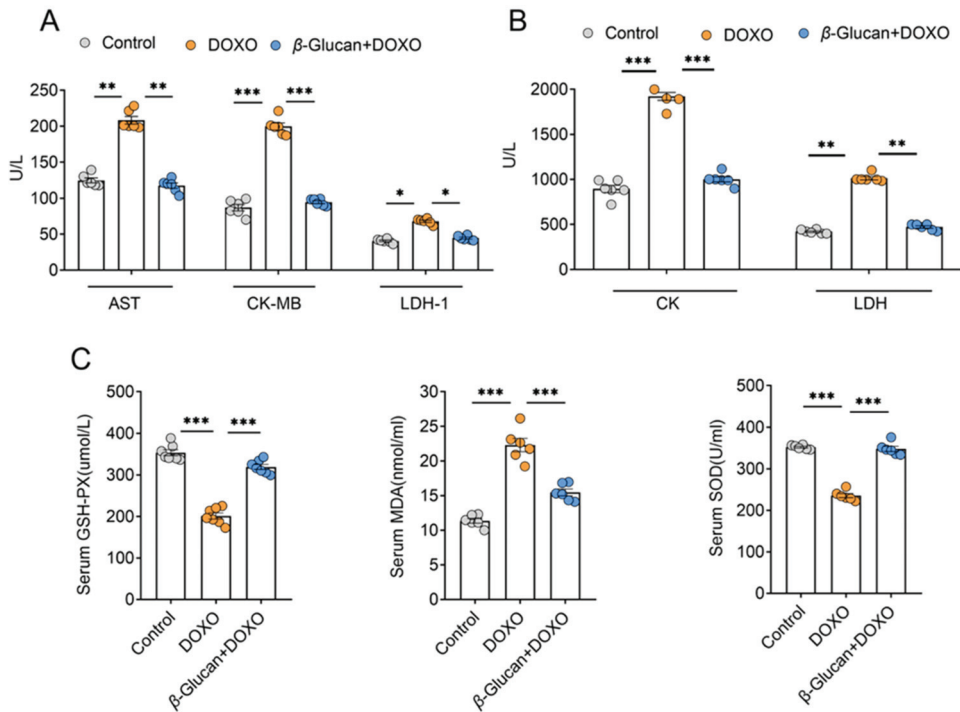 A
Control
DOXO
β-Glucan+DOXO
U/L
250
200
150
100
50
0
**
**
***
***
*
*
AST
CK-MB
LDH-1
B
Control
DOXO
β-Glucan+DOXO
U/L
2000
1500
1000
500
0
***
***
**
**
CK
LDH
C
Serum GSH-PX(umol/L)
500
400
300
200
100
0
***
***
Control
DOXO
β-Glucan+DOXO
Serum MDA(nmol/ml)
30
25
20
15
10
5
0
***
***
Control
DOXO
β-Glucan+DOXO
Serum SOD(U/ml)
500
400
300
200
100
0
***
***
Control
DOXO
β-Glucan+DOXO